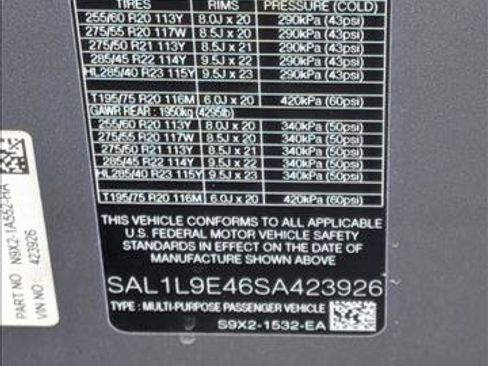 TIRES RIMS PRESSURE (COLD)
255/60 R20 113Y 8.0J x 20 290kPa (43psi)
275/55 R20 117W 8.5J x 20 290kPa (43psi)
275/50 R21 113Y 8.5J x 21 290kPa (43psi)
285/45 R22 114Y 9.5J x 22 290kPa (43psi)
HL285/40 R23 115Y 9.5J x 23 290kPa (43psi)
T195/75 R20 116M 6.0J x 20 420kPa (60psi)
GAWR REAR: 1950kg (4295lb)
255/60 R20 113Y 8.0J x 20 340kPa (50psi)
275/55 R20 117W 8.5J x 20 340kPa (50psi)
275/50 R21 113Y 8.5J x 21 340kPa (50psi)
285/45 R22 114Y 9.5J x 22 340kPa (50psi)
HL285/40 R23 115Y 9.5J x 23 340kPa (50psi)
T195/75 R20 116M 6.0J x 20 420kPa (60psi)
THIS VEHICLE CONFORMS TO ALL APPLICABLE
U.S. FEDERAL MOTOR VEHICLE SAFETY
STANDARDS IN EFFECT ON THE DATE OF
MANUFACTURE SHOWN ABOVE
SAL1L9E46SA423926
TYPE : MULTI-PURPOSE PASSENGER VEHICLE
S9X2-1532-EA
PART NO N9X2-1A552-HA
VIN NO : 423926